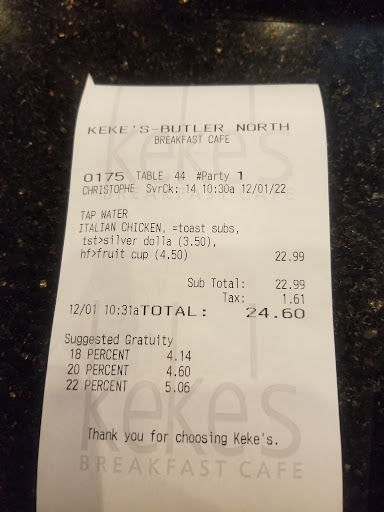 KEKE'S-BUTLER NORTH
BREAKFAST CAFE
0175 TABLE 44 #Party 1
CHRISTOPHE SvrCk: 14 10:30a 12/01/22
TAP WATER
ITALIAN CHICKEN, =toast subs,
tst>silver dolla (3.50),
hf>fruit cup (4.50) 22.99
Sub Total: 22.99
Tax: 1.61
12/01 10:31a TOTAL: 24.60
Suggested Gratuity
18 PERCENT 4.14
20 PERCENT 4.60
22 PERCENT 5.06
keke's
Thank you for choosing Keke's.
BREAKFAST CAFE